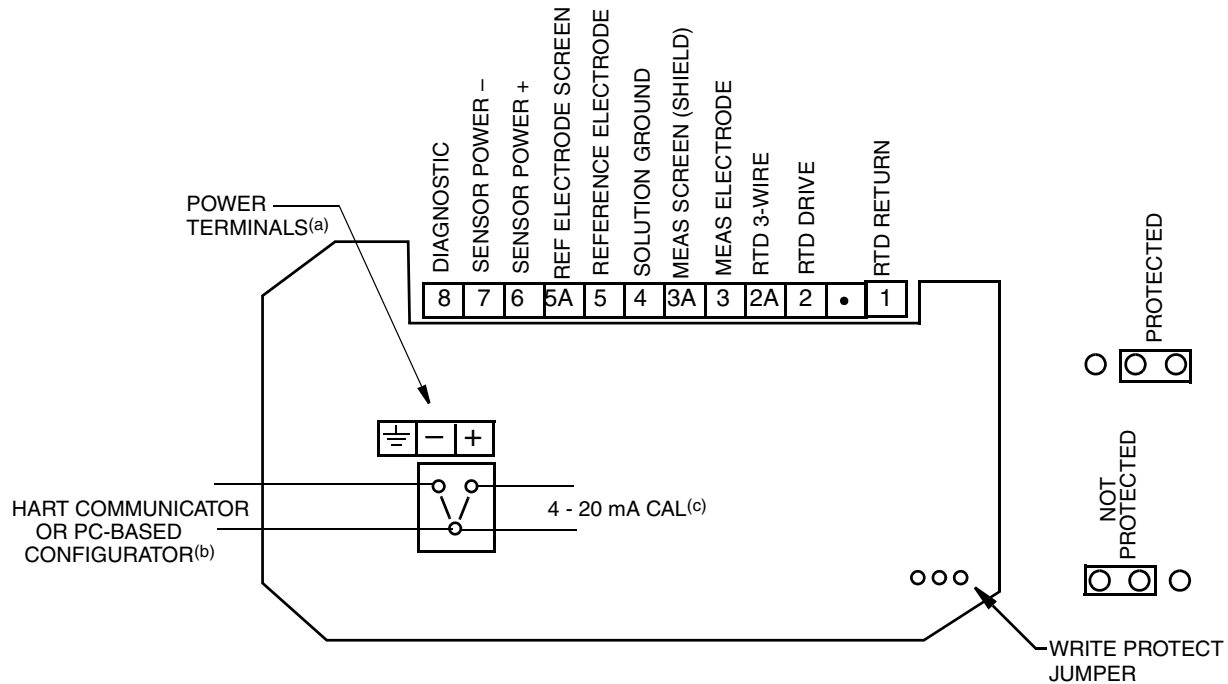 DIAGNOSTIC
SENSOR POWER –
SENSOR POWER +
REF ELECTRODE SCREEN
REFERENCE ELECTRODE
SOLUTION GROUND
MEAS SCREEN (SHIELD)
MEAS ELECTRODE
RTD 3-WIRE
RTD DRIVE
RTD RETURN
8 7 6 5A 5 4 3A 3 2A 2 • 1
POWER
TERMINALS(a)
– +
HART COMMUNICATOR
OR PC-BASED
CONFIGURATOR(b)
4 - 20 mA CAL(c)
PROTECTED
NOT
PROTECTED
WRITE PROTECT
JUMPER